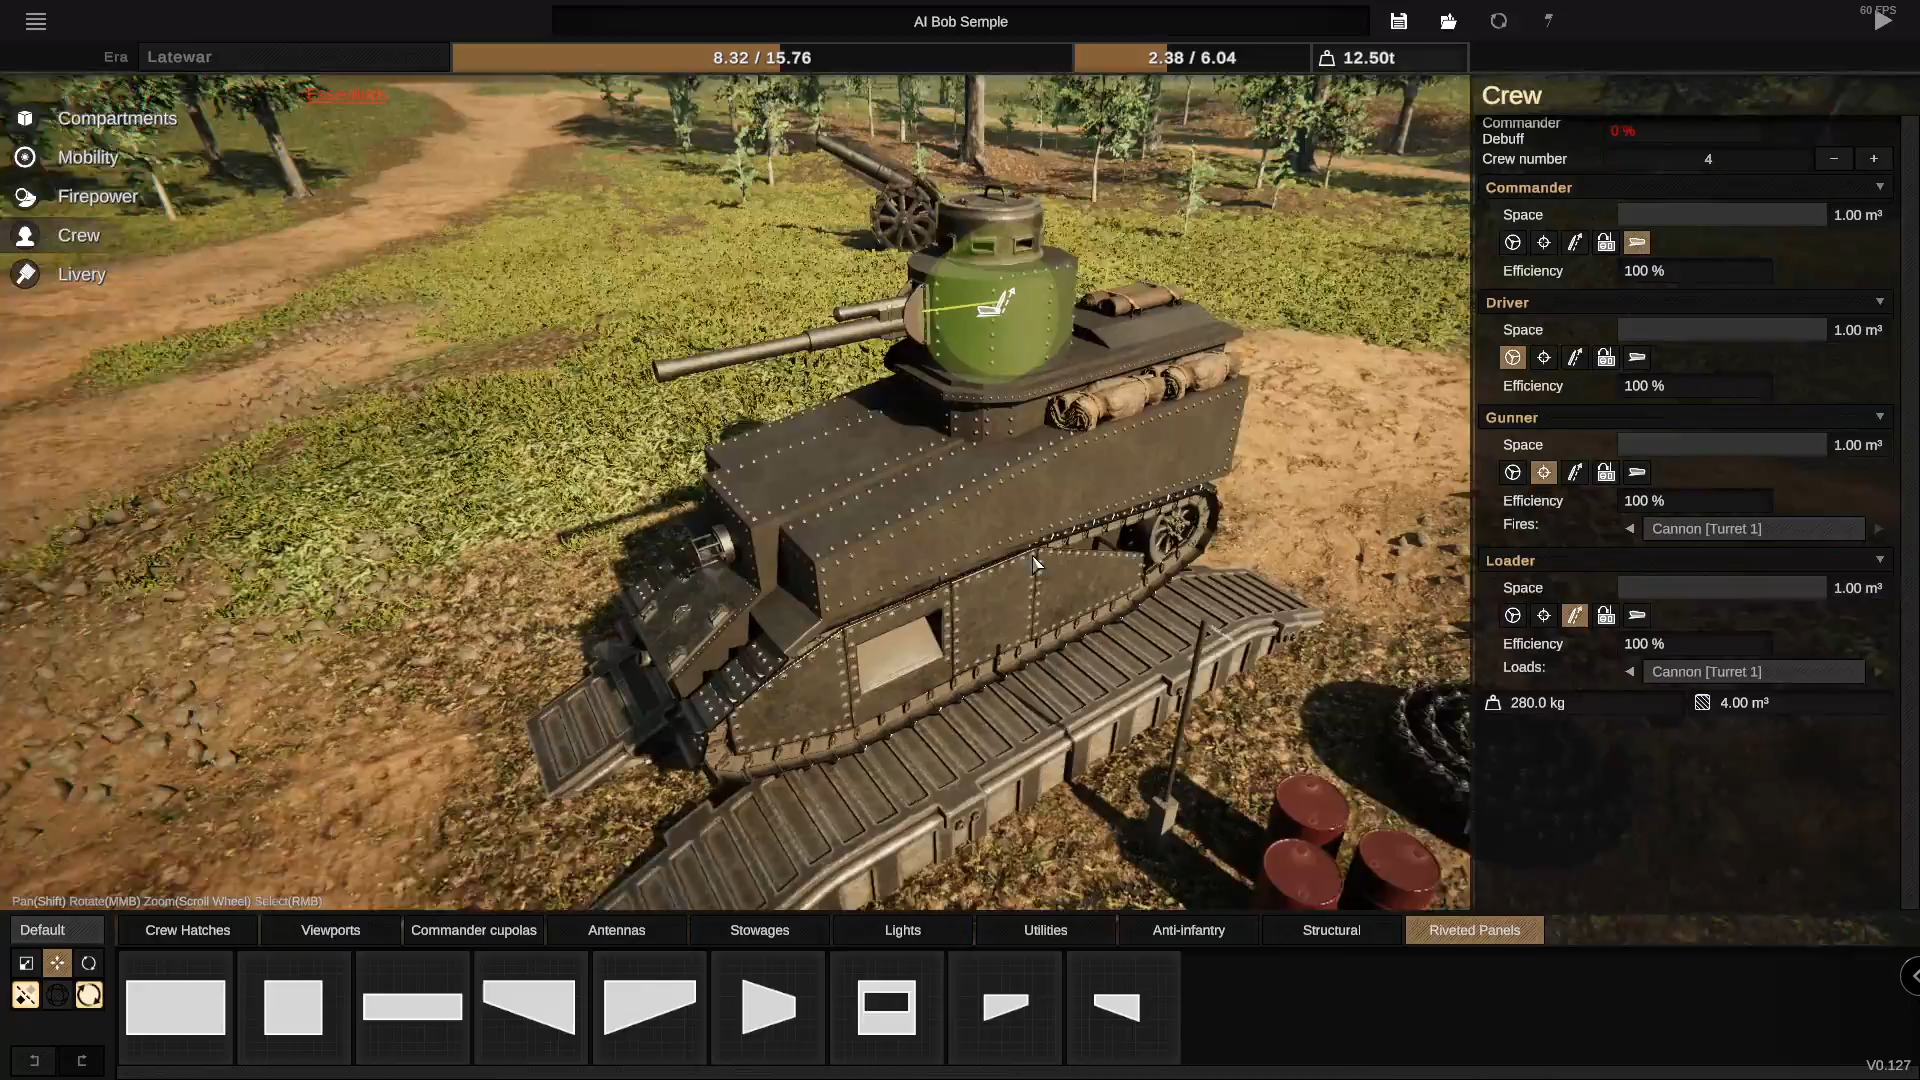 AI Bob Semple
60 FPS
Era
Latewar
8.32 / 15.76
2.38 / 6.04
12.50t
Essentials
Compartments
Mobility
Firepower
Crew
Livery
Crew
Commander
Debuff
0 %
Crew number
4
Commander
Space
1.00 m³
Efficiency
100 %
Driver
Space
1.00 m³
Efficiency
100 %
Gunner
Space
1.00 m³
Efficiency
100 %
Fires:
Cannon [Turret 1]
Loader
Space
1.00 m³
Efficiency
100 %
Loads:
Cannon [Turret 1]
280.0 kg
4.00 m³
Pan(Shift) Rotate(MMB) Zoom(Scroll Wheel) Select(RMB)
Default
Crew Hatches
Viewports
Commander cupolas
Antennas
Stowages
Lights
Utilities
Anti-infantry
Structural
Riveted Panels
V0.127